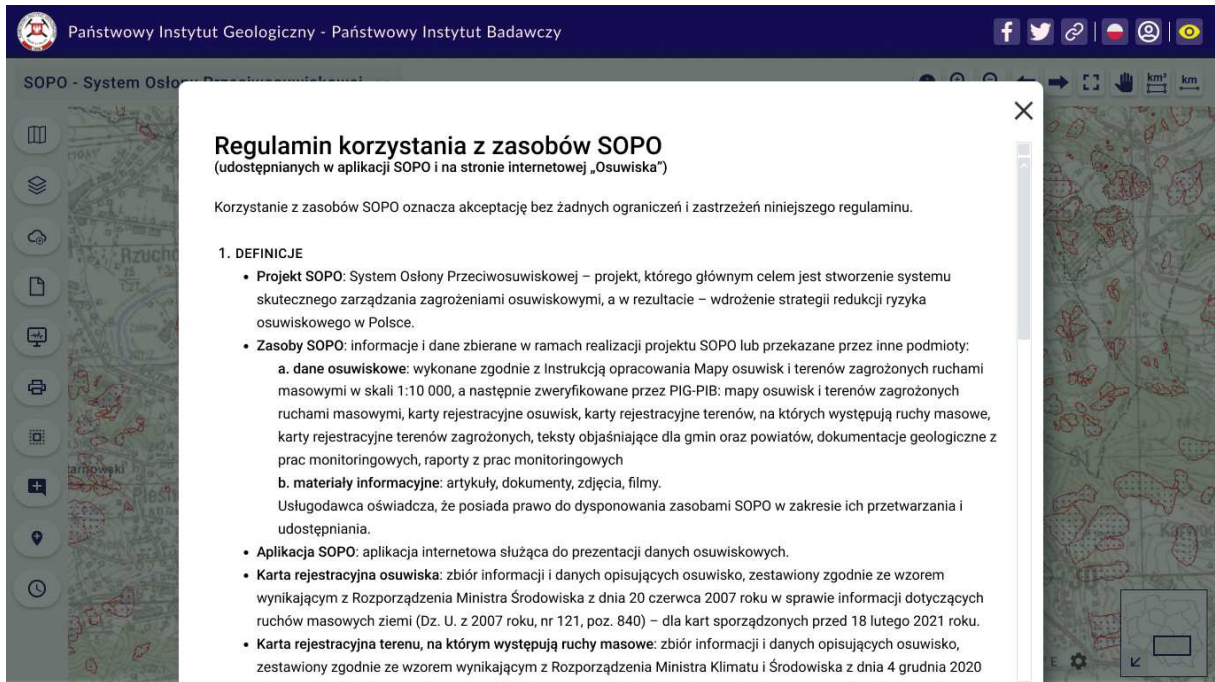 Państwowy Instytut Geologiczny - Państwowy Instytut Badawczy
SOPO - System Osłony Przeciwosuwiskowej
km²
km
Regulamin korzystania z zasobów SOPO
(udostępnianych w aplikacji SOPO i na stronie internetowej „Osuwiska”)
Korzystanie z zasobów SOPO oznacza akceptację bez żadnych ograniczeń i zastrzeżeń niniejszego regulaminu.
1. DEFINICJE
• Projekt SOPO: System Osłony Przeciwosuwiskowej – projekt, którego głównym celem jest stworzenie systemu
skutecznego zarządzania zagrożeniami osuwiskowymi, a w rezultacie – wdrożenie strategii redukcji ryzyka
osuwiskowego w Polsce.
• Zasoby SOPO: informacje i dane zbierane w ramach realizacji projektu SOPO lub przekazane przez inne podmioty:
a. dane osuwiskowe: wykonane zgodnie z Instrukcją opracowania Mapy osuwisk i terenów zagrożonych ruchami
masowymi w skali 1:10 000, a następnie zweryfikowane przez PIG-PIB: mapy osuwisk i terenów zagrożonych
ruchami masowymi, karty rejestracyjne osuwisk, karty rejestracyjne terenów, na których występują ruchy masowe,
karty rejestracyjne terenów zagrożonych, teksty objaśniające dla gmin oraz powiatów, dokumentacje geologiczne z
prac monitoringowych, raporty z prac monitoringowych
b. materiały informacyjne: artykuły, dokumenty, zdjęcia, filmy.
Usługodawca oświadcza, że posiada prawo do dysponowania zasobami SOPO w zakresie ich przetwarzania i
udostępniania.
• Aplikacja SOPO: aplikacja internetowa służąca do prezentacji danych osuwiskowych.
• Karta rejestracyjna osuwiska: zbiór informacji i danych opisujących osuwisko, zestawiony zgodnie ze wzorem
wynikającym z Rozporządzenia Ministra Środowiska z dnia 20 czerwca 2007 roku w sprawie informacji dotyczących
ruchów masowych ziemi (Dz. U. z 2007 roku, nr 121, poz. 840) – dla kart sporządzonych przed 18 lutego 2021 roku.
• Karta rejestracyjna terenu, na którym występują ruchy masowe: zbiór informacji i danych opisujących osuwisko,
zestawiony zgodnie ze wzorem wynikającym z Rozporządzenia Ministra Klimatu i Środowiska z dnia 4 grudnia 2020